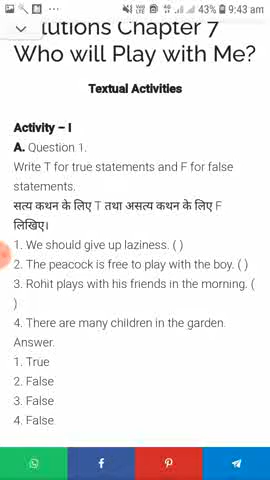 43% 9:43 am
lutions Chapter 7
Who will Play with Me?
Textual Activities
Activity – I
A. Question 1.
Write T for true statements and F for false
statements.
सत्य कथन के लिए T तथा असत्य कथन के लिए F
लिखिए।
1. We should give up laziness. ( )
2. The peacock is free to play with the boy. ( )
3. Rohit plays with his friends in the morning. (
)
4. There are many children in the garden.
Answer.
1. True
2. False
3. False
4. False